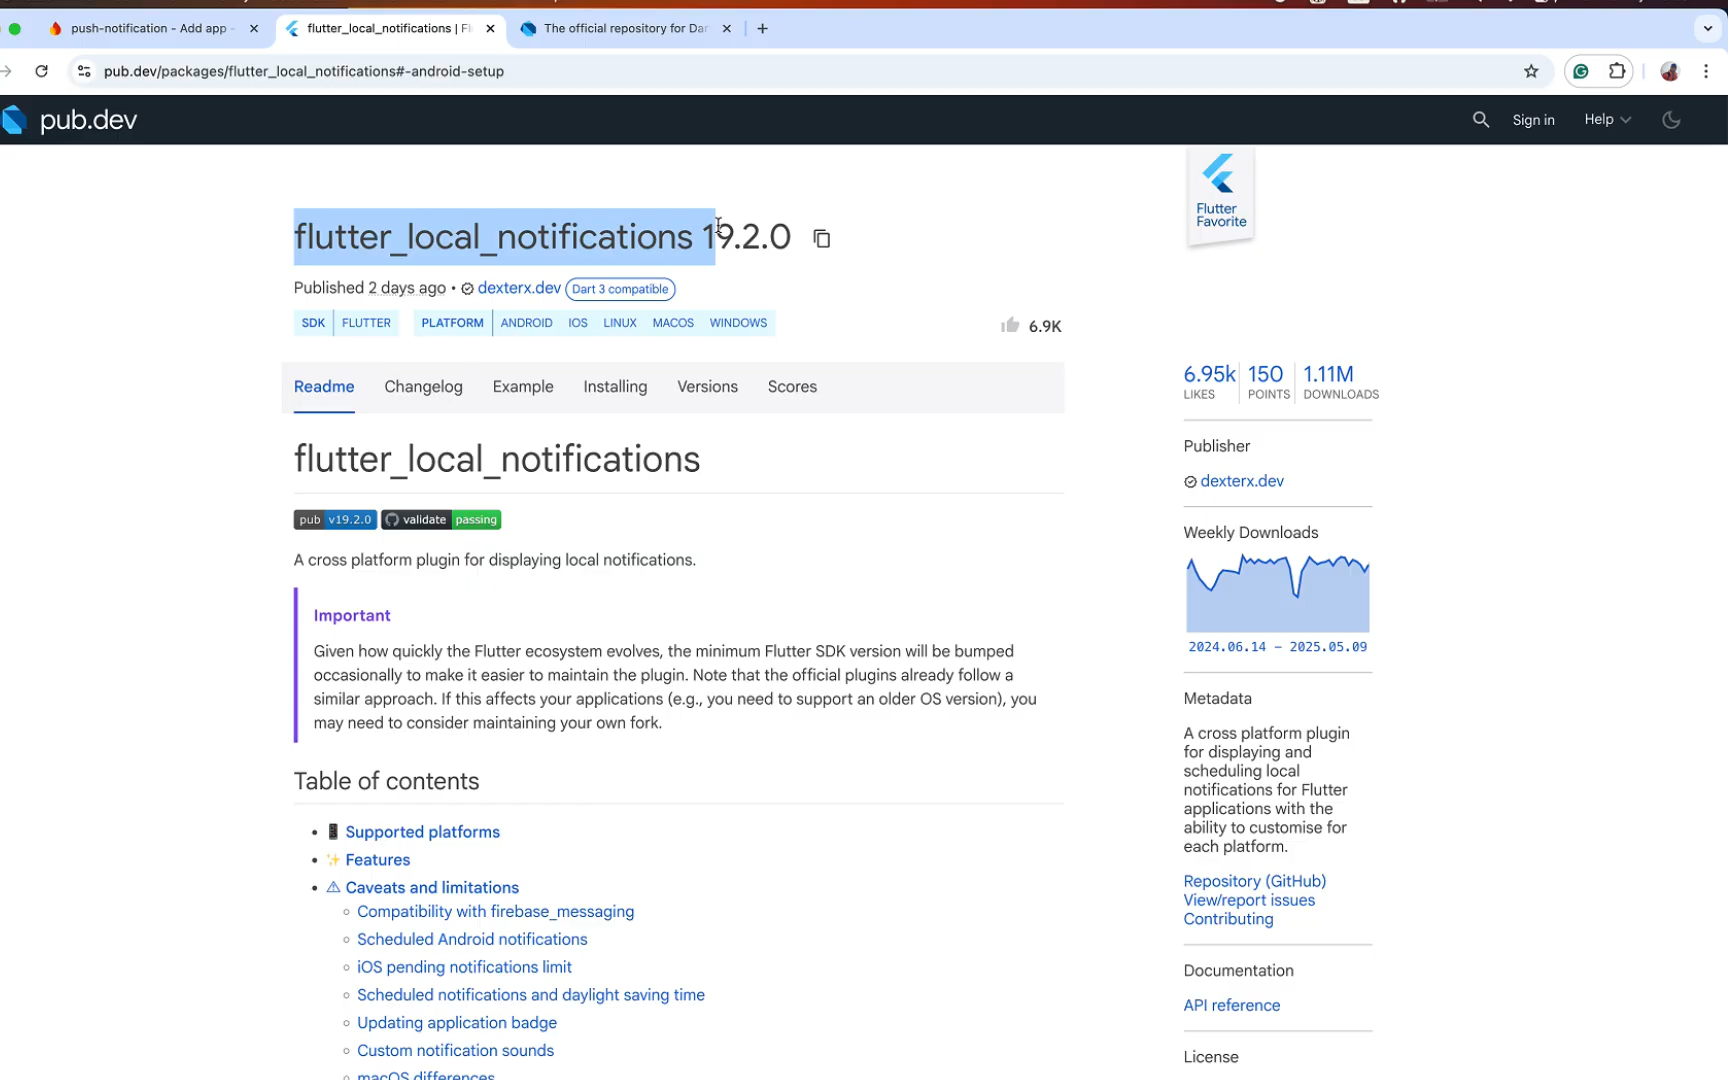 push-notification - Add app -
flutter_local_notifications | Fl
The official repository for Dar
pub.dev/packages/flutter_local_notifications#-android-setup
pub.dev
Sign in
Help
Flutter
Favorite
flutter_local_notifications 19.2.0
Published 2 days ago • dexterx.dev Dart 3 compatible
SDK FLUTTER PLATFORM ANDROID IOS LINUX MACOS WINDOWS
6.9K
Readme Changelog Example Installing Versions Scores
6.95k 150 1.11M
LIKES POINTS DOWNLOADS
flutter_local_notifications
pub v19.2.0 validate passing
A cross platform plugin for displaying local notifications.
Important
Given how quickly the Flutter ecosystem evolves, the minimum Flutter SDK version will be bumped
occasionally to make it easier to maintain the plugin. Note that the official plugins already follow a
similar approach. If this affects your applications (e.g., you need to support an older OS version), you
may need to consider maintaining your own fork.
Table of contents
• 📱 Supported platforms
• ✨ Features
• ⚠ Caveats and limitations
◦ Compatibility with firebase_messaging
◦ Scheduled Android notifications
◦ iOS pending notifications limit
◦ Scheduled notifications and daylight saving time
◦ Updating application badge
◦ Custom notification sounds
◦ macOS differences
Publisher
dexterx.dev
Weekly Downloads
2024.06.14 – 2025.05.09
Metadata
A cross platform plugin
for displaying and
scheduling local
notifications for Flutter
applications with the
ability to customise for
each platform.
Repository (GitHub)
View/report issues
Contributing
Documentation
API reference
License